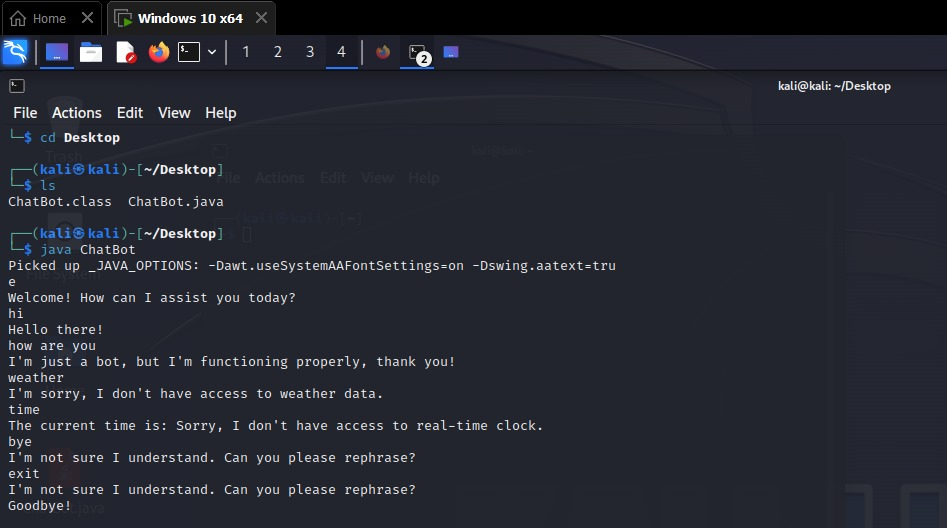 Home
Windows 10 x64
1 2 3 4
2
kali@kali: ~/Desktop
File Actions Edit View Help
└─$ cd Desktop
┌──(kali㉿kali)-[~/Desktop]
└─$ ls
ChatBot.class  ChatBot.java
┌──(kali㉿kali)-[~/Desktop]
└─$ java ChatBot
Picked up _JAVA_OPTIONS: -Dawt.useSystemAAFontSettings=on -Dswing.aatext=tru
e
Welcome! How can I assist you today?
hi
Hello there!
how are you
I'm just a bot, but I'm functioning properly, thank you!
weather
I'm sorry, I don't have access to weather data.
time
The current time is: Sorry, I don't have access to real-time clock.
bye
I'm not sure I understand. Can you please rephrase?
exit
I'm not sure I understand. Can you please rephrase?
Goodbye!